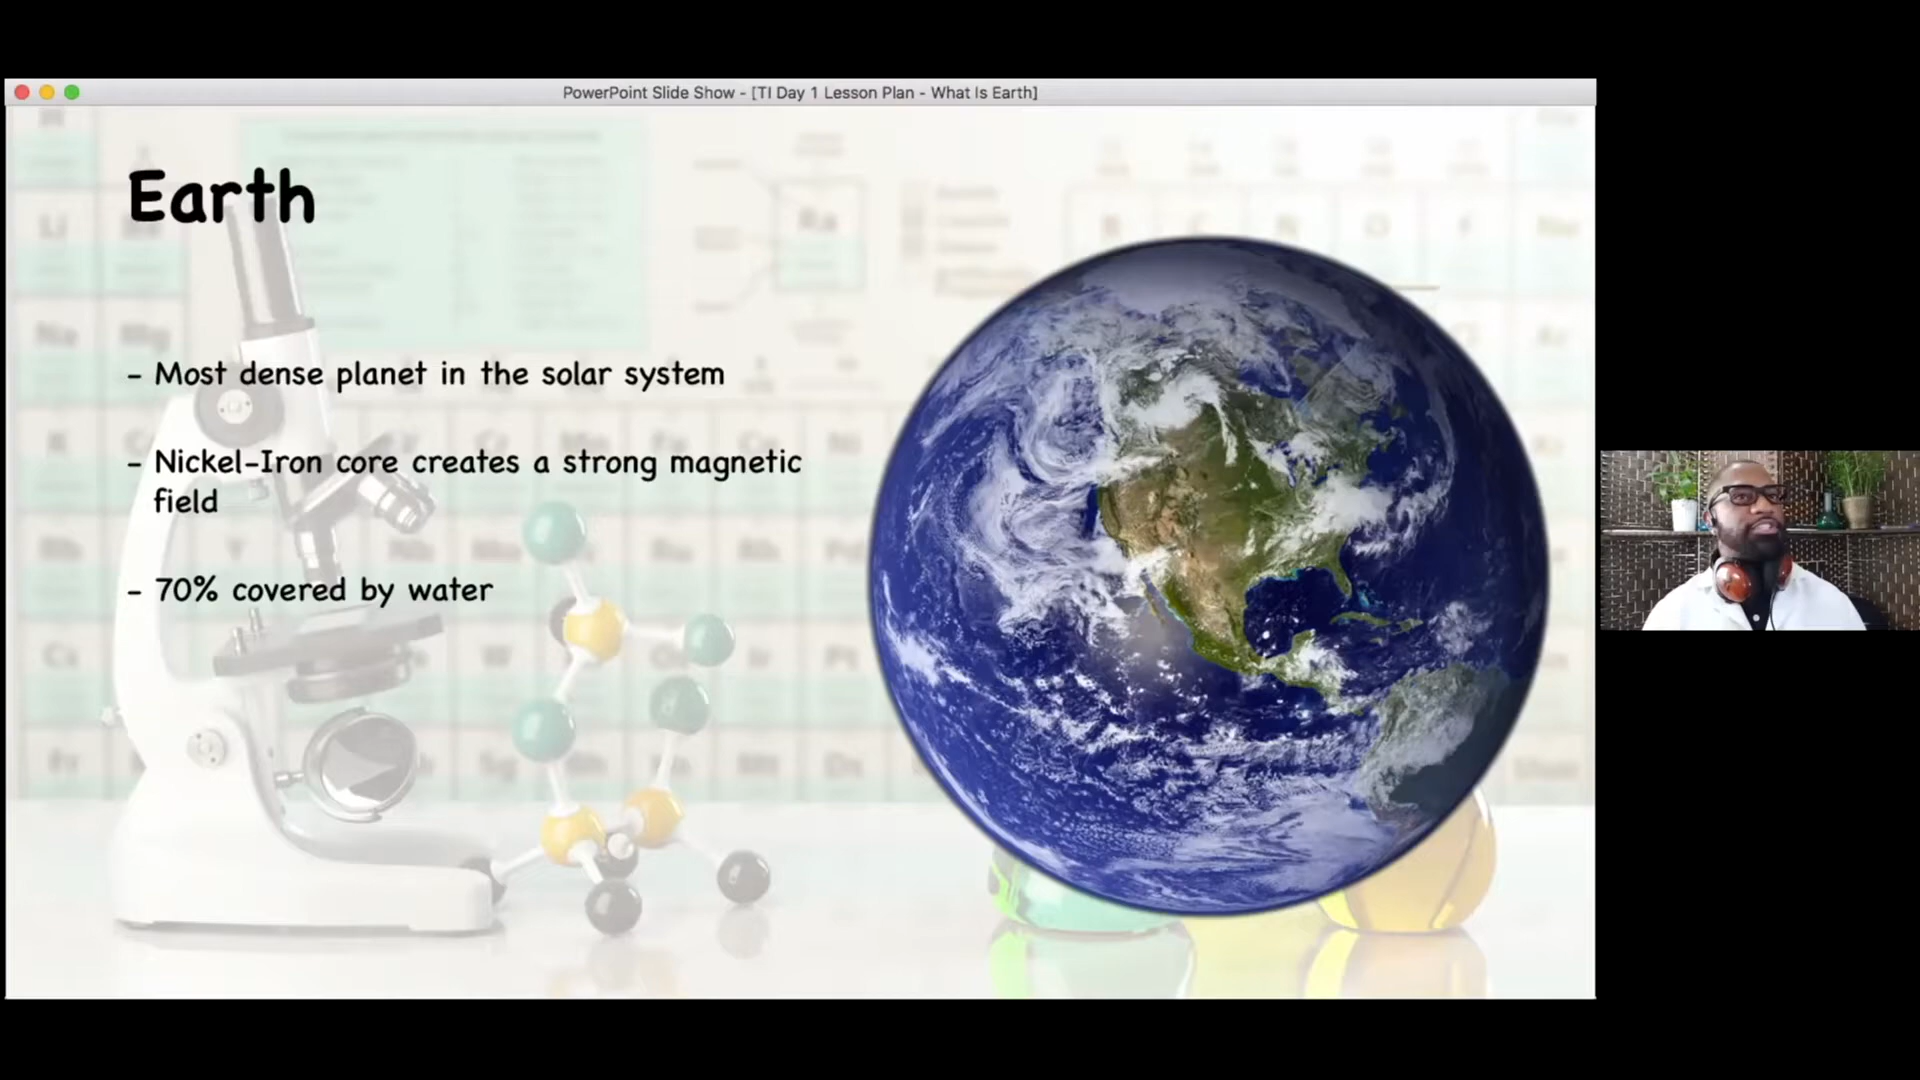 PowerPoint Slide Show - [TI Day 1 Lesson Plan - What Is Earth]
Earth
- Most dense planet in the solar system
- Nickel-Iron core creates a strong magnetic
field
- 70% covered by water